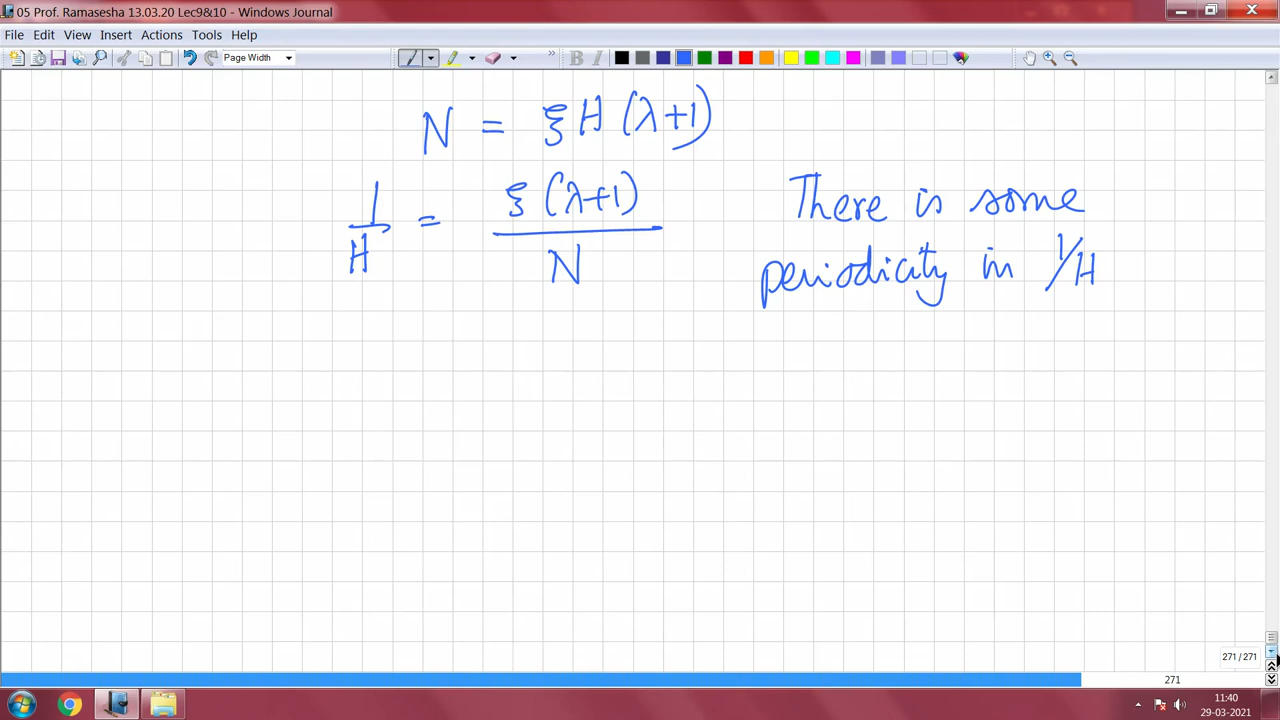 05 Prof. Ramasesha 13.03.20 Lec9&10 - Windows Journal
File Edit View Insert Actions Tools Help
Page Width
N = ξH(λ+1)
1/H = ξ(λ+1)/N
There is some
periodicity in 1/H
271 / 271
271
11:40
29-03-2021